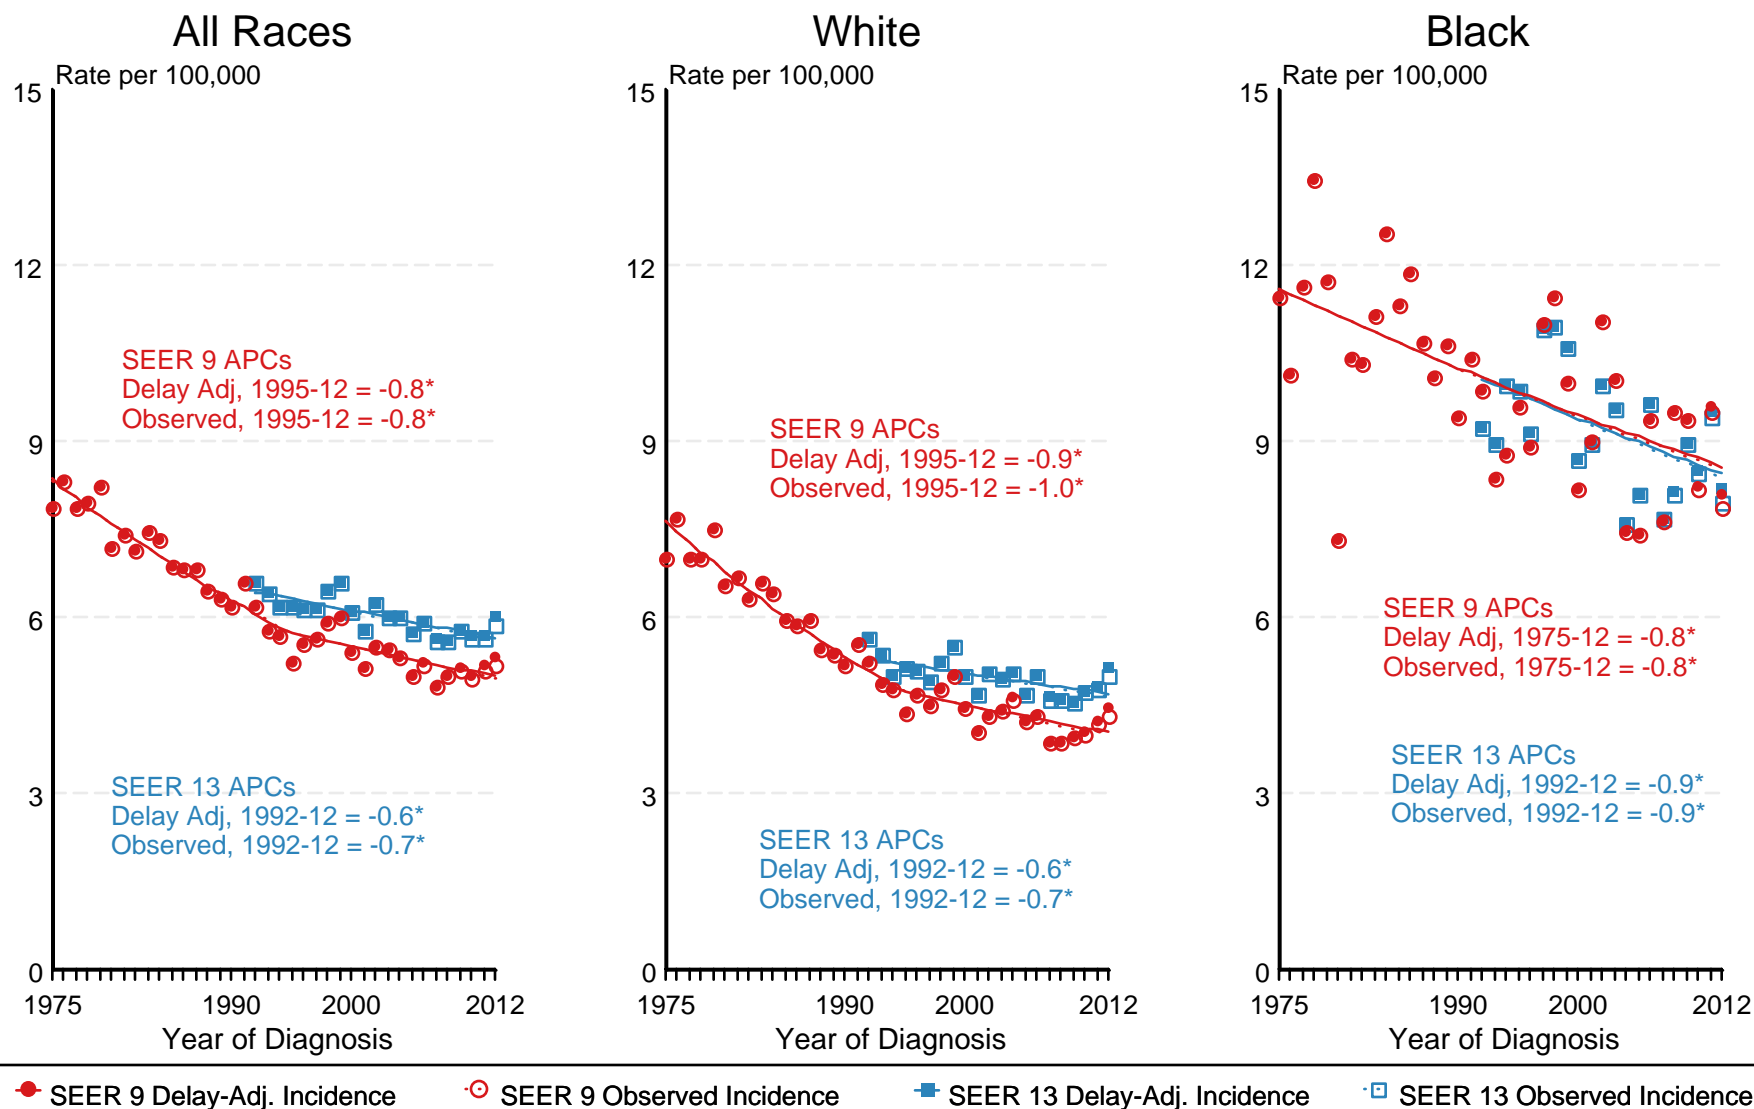 All Races
Rate per 100,000
15
12
9
6
3
0
SEER 9 APCs
Delay Adj, 1995-12 = -0.8*
Observed, 1995-12 = -0.8*
SEER 13 APCs
Delay Adj, 1992-12 = -0.6*
Observed, 1992-12 = -0.7*
1975 1990 2000 2012
Year of Diagnosis
White
Rate per 100,000
15
12
9
6
3
0
SEER 9 APCs
Delay Adj, 1995-12 = -0.9*
Observed, 1995-12 = -1.0*
SEER 13 APCs
Delay Adj, 1992-12 = -0.6*
Observed, 1992-12 = -0.7*
1975 1990 2000 2012
Year of Diagnosis
Black
Rate per 100,000
15
12
9
6
3
0
SEER 9 APCs
Delay Adj, 1975-12 = -0.8*
Observed, 1975-12 = -0.8*
SEER 13 APCs
Delay Adj, 1992-12 = -0.9*
Observed, 1992-12 = -0.9*
1975 1990 2000 2012
Year of Diagnosis
SEER 9 Delay-Adj. Incidence SEER 9 Observed Incidence SEER 13 Delay-Adj. Incidence SEER 13 Observed Incidence